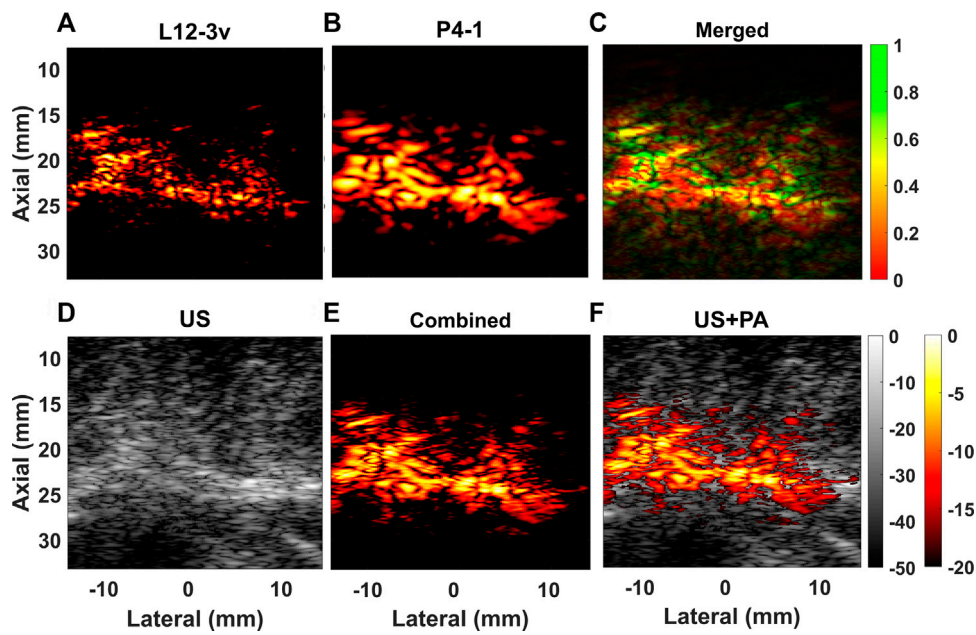 A L12-3v
B P4-1
C Merged
Axial (mm)
10
15
20
25
30
1
0.8
0.6
0.4
0.2
0
D US
E Combined
F US+PA
Axial (mm)
10
15
20
25
30
-10 0 10
-10 0 10
-10 0 10
Lateral (mm)
Lateral (mm)
Lateral (mm)
0
-10
-20
-30
-40
-50
0
-5
-10
-15
-20